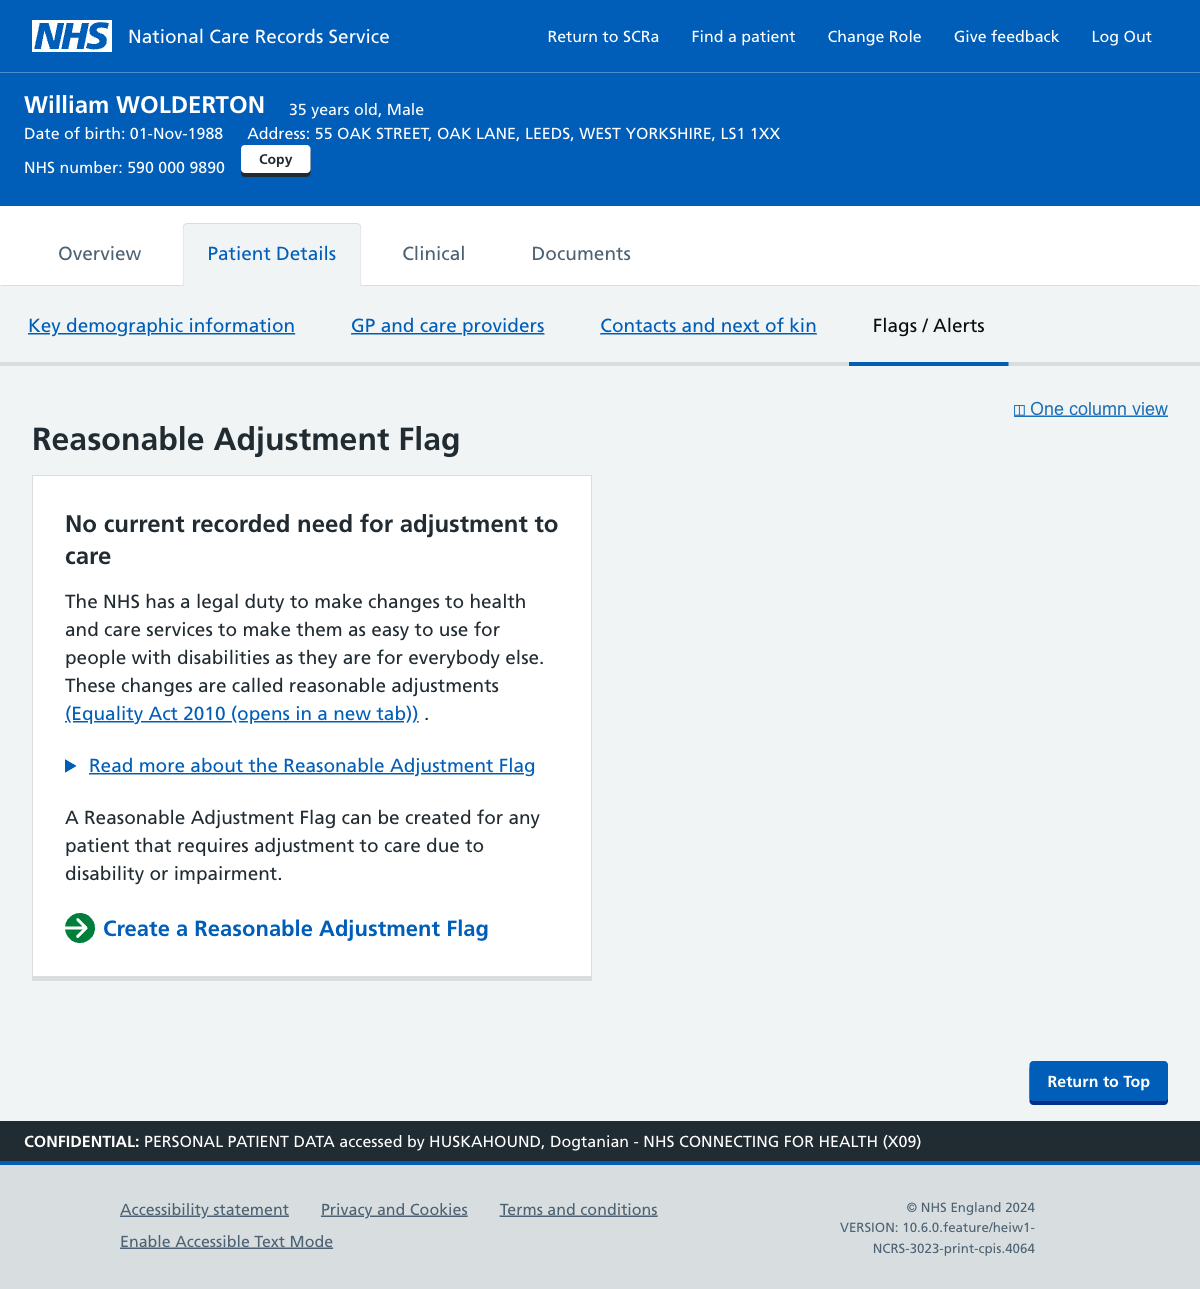 NHS National Care Records Service
Return to SCRa
Find a patient
Change Role
Give feedback
Log Out
William WOLDERTON 35 years old, Male
Date of birth: 01-Nov-1988 Address: 55 OAK STREET, OAK LANE, LEEDS, WEST YORKSHIRE, LS1 1XX
NHS number: 590 000 9890 Copy
Overview
Patient Details
Clinical
Documents
Key demographic information
GP and care providers
Contacts and next of kin
Flags / Alerts
One column view
Reasonable Adjustment Flag
No current recorded need for adjustment to
care
The NHS has a legal duty to make changes to health
and care services to make them as easy to use for
people with disabilities as they are for everybody else.
These changes are called reasonable adjustments
(Equality Act 2010 (opens in a new tab)) .
Read more about the Reasonable Adjustment Flag
A Reasonable Adjustment Flag can be created for any
patient that requires adjustment to care due to
disability or impairment.
Create a Reasonable Adjustment Flag
Return to Top
CONFIDENTIAL: PERSONAL PATIENT DATA accessed by HUSKAHOUND, Dogtanian - NHS CONNECTING FOR HEALTH (X09)
Accessibility statement
Privacy and Cookies
Terms and conditions
Enable Accessible Text Mode
© NHS England 2024
VERSION: 10.6.0.feature/heiw1-
NCRS-3023-print-cpis.4064